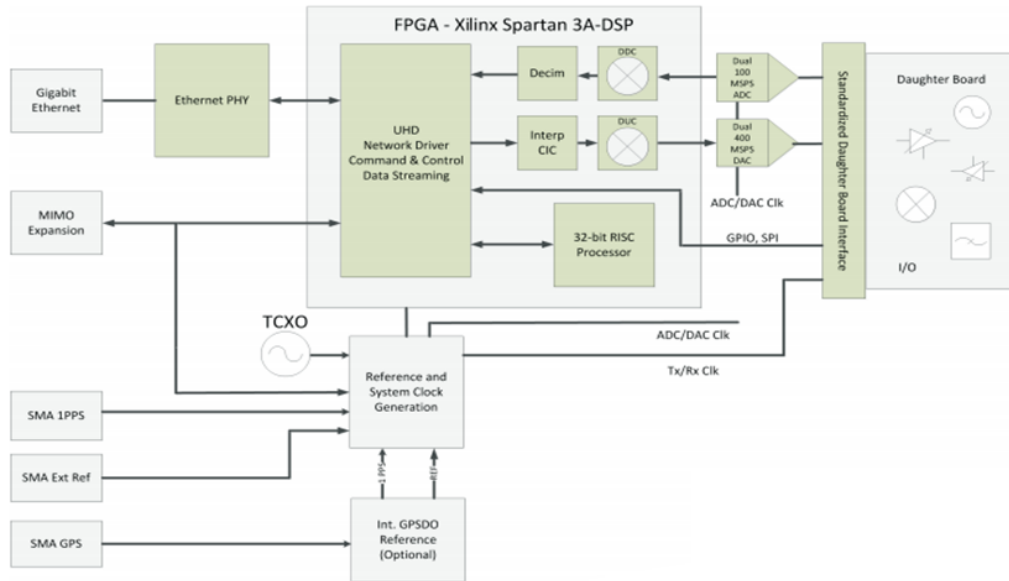 FPGA - Xilinx Spartan 3A-DSP
Gigabit
Ethernet
Ethernet PHY
UHD
Network Driver
Command & Control
Data Streaming
Decim
DDC
Dual
100
MSPS
ADC
Interp
CIC
DUC
Dual
400
MSPS
DAC
ADC/DAC Clk
Standardized Daughter Board Interface
Daughter Board
I/O
MIMO
Expansion
32-bit RISC
Processor
GPIO, SPI
TCXO
ADC/DAC Clk
Tx/Rx Clk
Reference and
System Clock
Generation
SMA 1PPS
SMA Ext Ref
1 PPS
REF
SMA GPS
Int. GPSDO
Reference
(Optional)